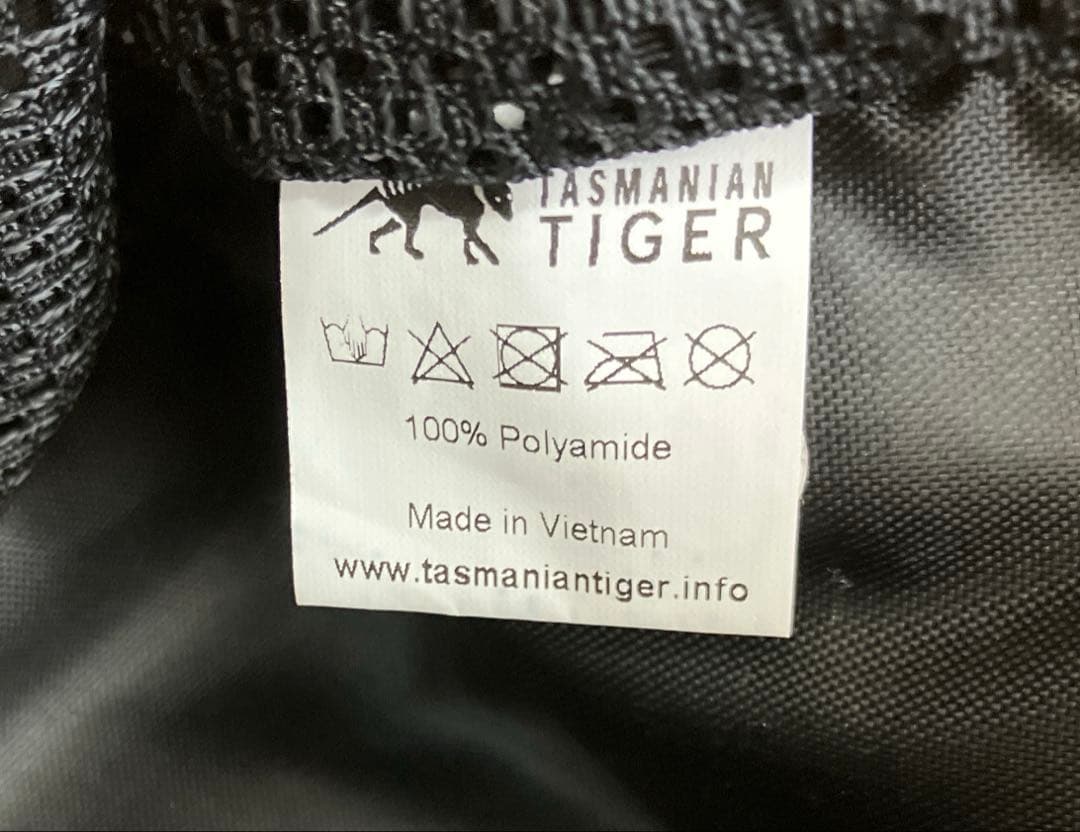 TASMANIAN
TIGER
100% Polyamide
Made in Vietnam
www.tasmaniantiger.info